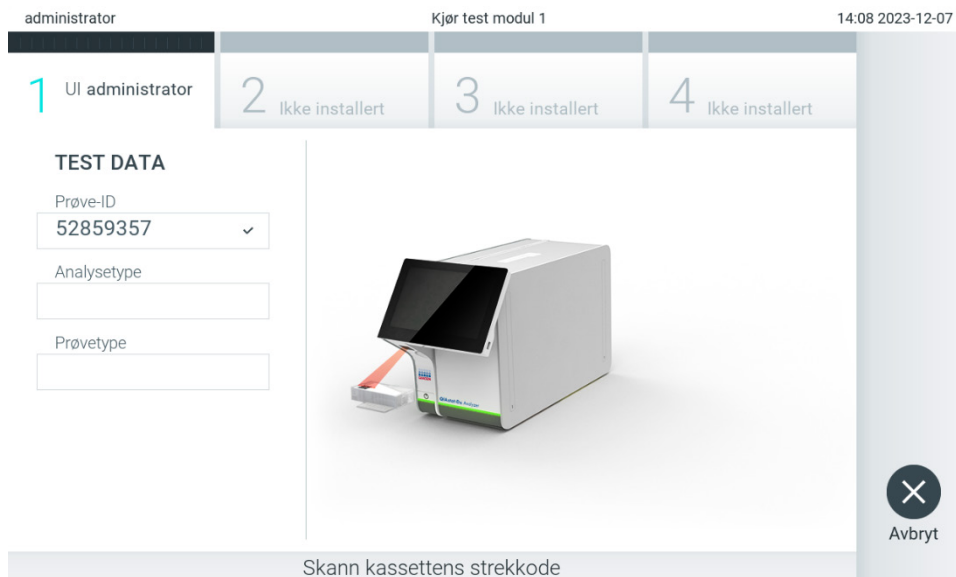 administrator Kjør test modul 1 14:08 2023-12-07
1 UI administrator 2 Ikke installert 3 Ikke installert 4 Ikke installert
TEST DATA
Prøve-ID
52859357
Analysetype
Prøvetype
Avbryt
Skann kassettens strekkode